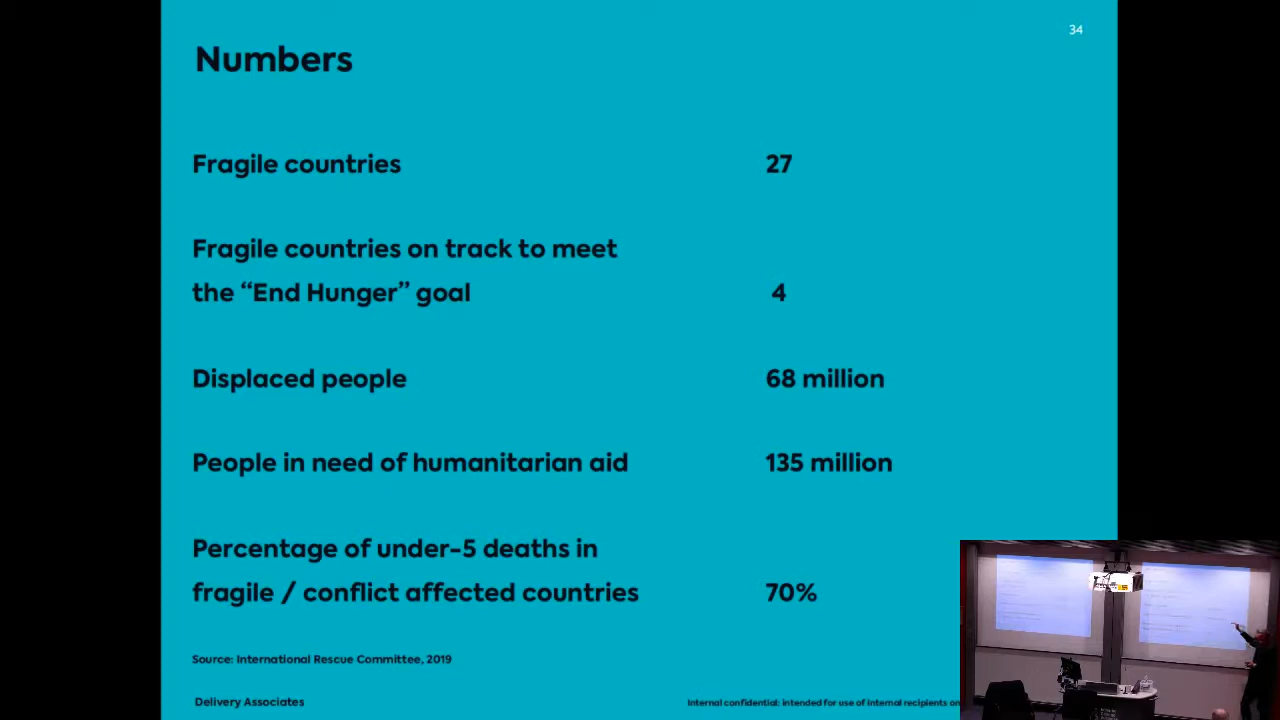 34
Numbers
Fragile countries 27
Fragile countries on track to meet
the “End Hunger” goal 4
Displaced people 68 million
People in need of humanitarian aid 135 million
Percentage of under-5 deaths in
fragile / conflict affected countries 70%
Source: International Rescue Committee, 2019
Delivery Associates Internal confidential: intended for use of internal recipients